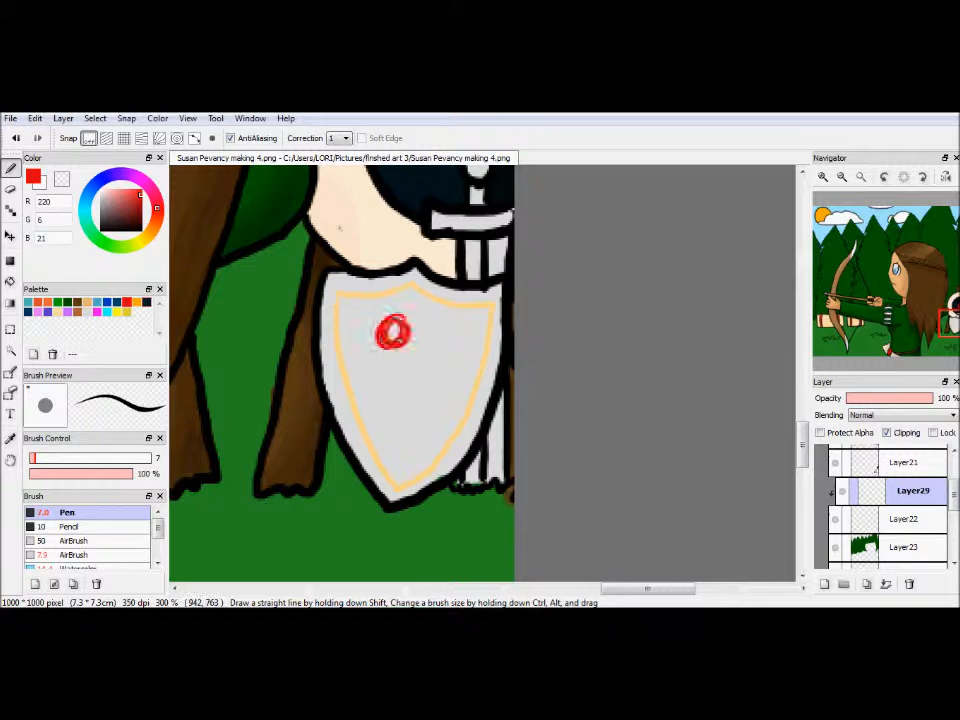 File Edit Layer Select Snap Color View Tool Window Help
Snap AntiAliasing Correction 1 Soft Edge
Color
Susan Pevancy making 4.png - C:/Users/LORI/Pictures/finshed art 3/Susan Pevancy making 4.png
Navigator
R 220
G 6
B 21
Palette
---
Brush Preview
Brush Control
7
100 %
Brush
7.0 Pen
10 Pencil
50 AirBrush
7.9 AirBrush
14.4 Watercolor
Layer
Opacity 100 %
Blending Normal
Protect Alpha Clipping Lock
Layer21
Layer29
Layer22
Layer23
1000 * 1000 pixel (7.3 * 7.3cm) 350 dpi 300 % ( 942, 763 ) Draw a straight line by holding down Shift, Change a brush size by holding down Ctrl, Alt, and drag